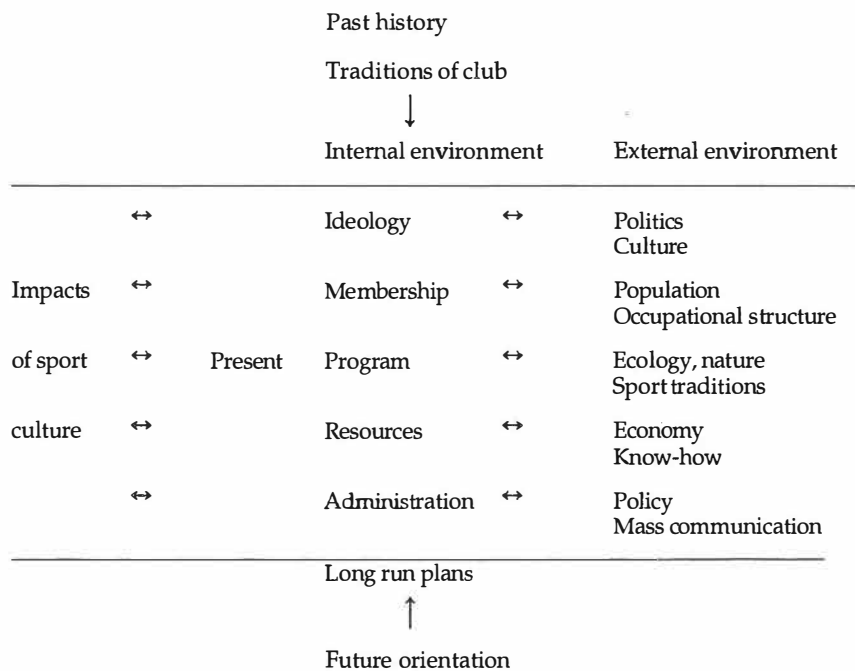 Past history
Traditions of club
↓
Internal environment External environment
↔ Ideology ↔ Politics
Culture
Impacts ↔ Membership ↔ Population
Occupational structure
of sport ↔ Present Program ↔ Ecology, nature
Sport traditions
culture ↔ Resources ↔ Economy
Know-how
↔ Administration ↔ Policy
Mass communication
Long run plans
↑
Future orientation